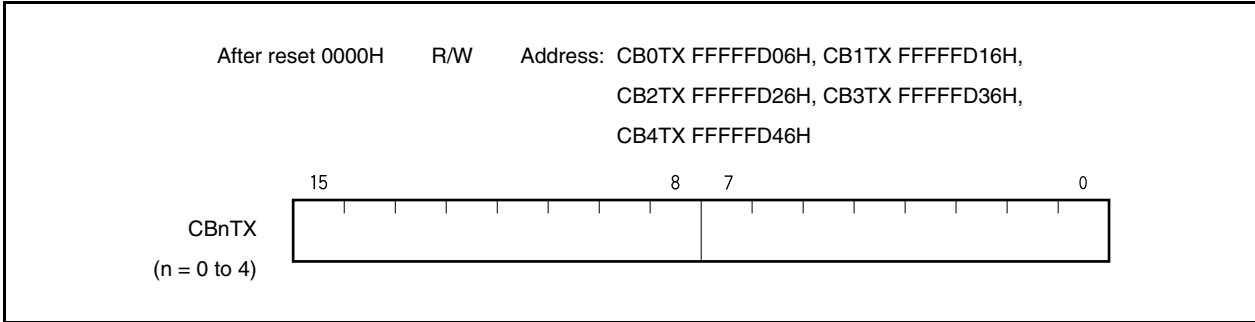 After reset 0000H R/W Address: CB0TX FFFFFD06H, CB1TX FFFFFD16H,
CB2TX FFFFFD26H, CB3TX FFFFFD36H,
CB4TX FFFFFD46H
15 8 7 0
CBnTX
(n = 0 to 4)